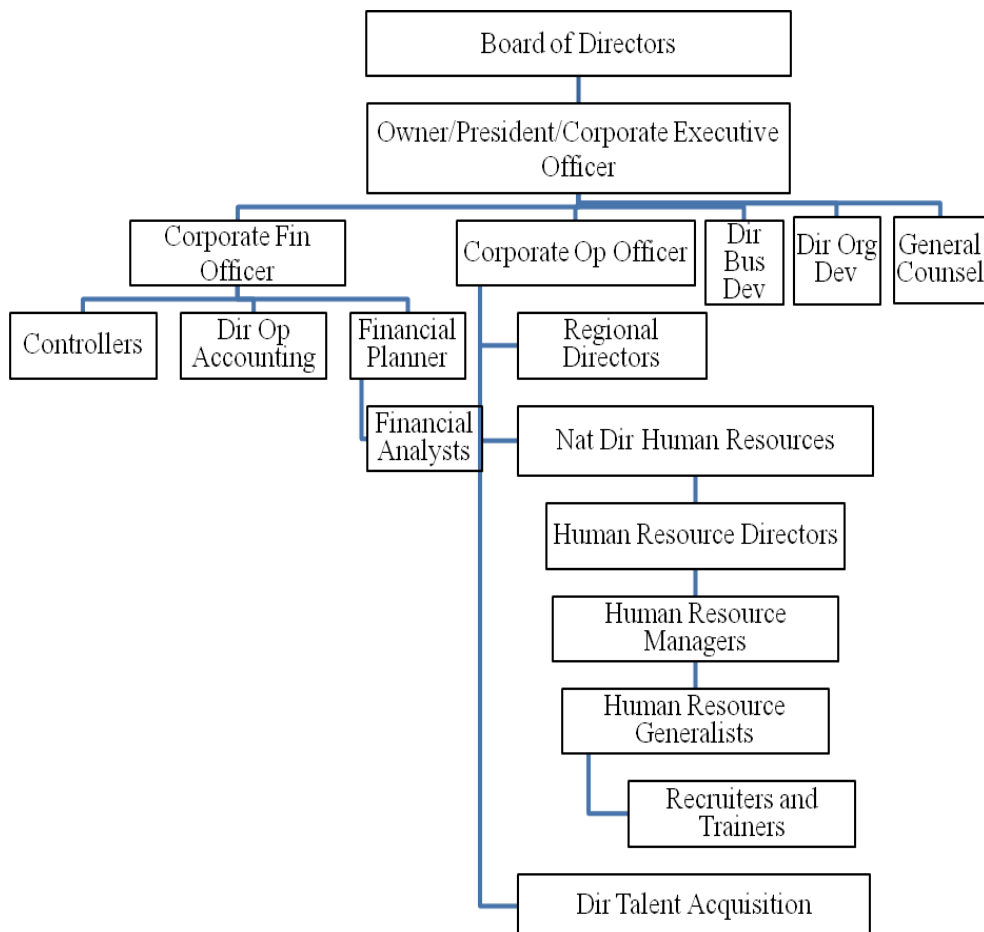 Board of Directors
Owner/President/Corporate Executive
Officer
Corporate Fin
Officer
Corporate Op Officer
Dir
Bus
Dev
Dir Org
Dev
General
Counsel
Controllers
Dir Op
Accounting
Financial
Planner
Regional
Directors
Financial
Analysts
Nat Dir Human Resources
Human Resource Directors
Human Resource
Managers
Human Resource
Generalists
Recruiters and
Trainers
Dir Talent Acquisition